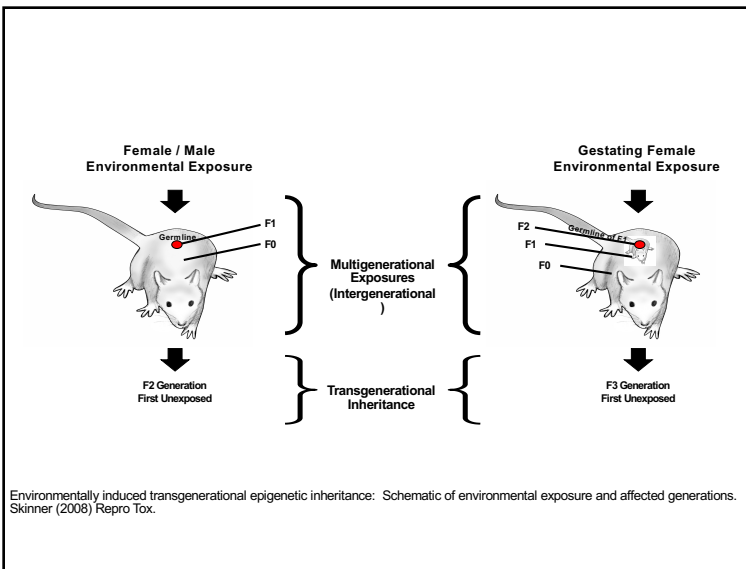 Female / Male
Environmental Exposure
Germline
F1
F0
F2 Generation
First Unexposed
Multigenerational
Exposures
(Intergenerational
)
Transgenerational
Inheritance
Gestating Female
Environmental Exposure
Germline of F1
F2
F1
F0
F3 Generation
First Unexposed
Environmentally induced transgenerational epigenetic inheritance: Schematic of environmental exposure and affected generations.
Skinner (2008) Repro Tox.